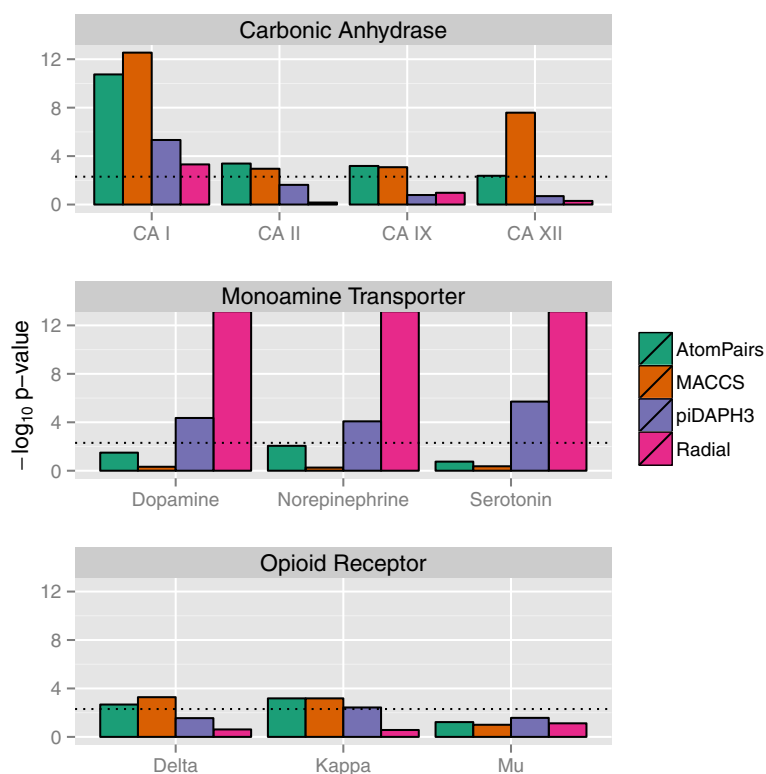 Carbonic Anhydrase
12
8
4
0
CA I CA II CA IX CA XII
Monoamine Transporter
12
8
4
0
Dopamine Norepinephrine Serotonin
− log10 p−value
AtomPairs
MACCS
piDAPH3
Radial
Opioid Receptor
12
8
4
0
Delta Kappa Mu